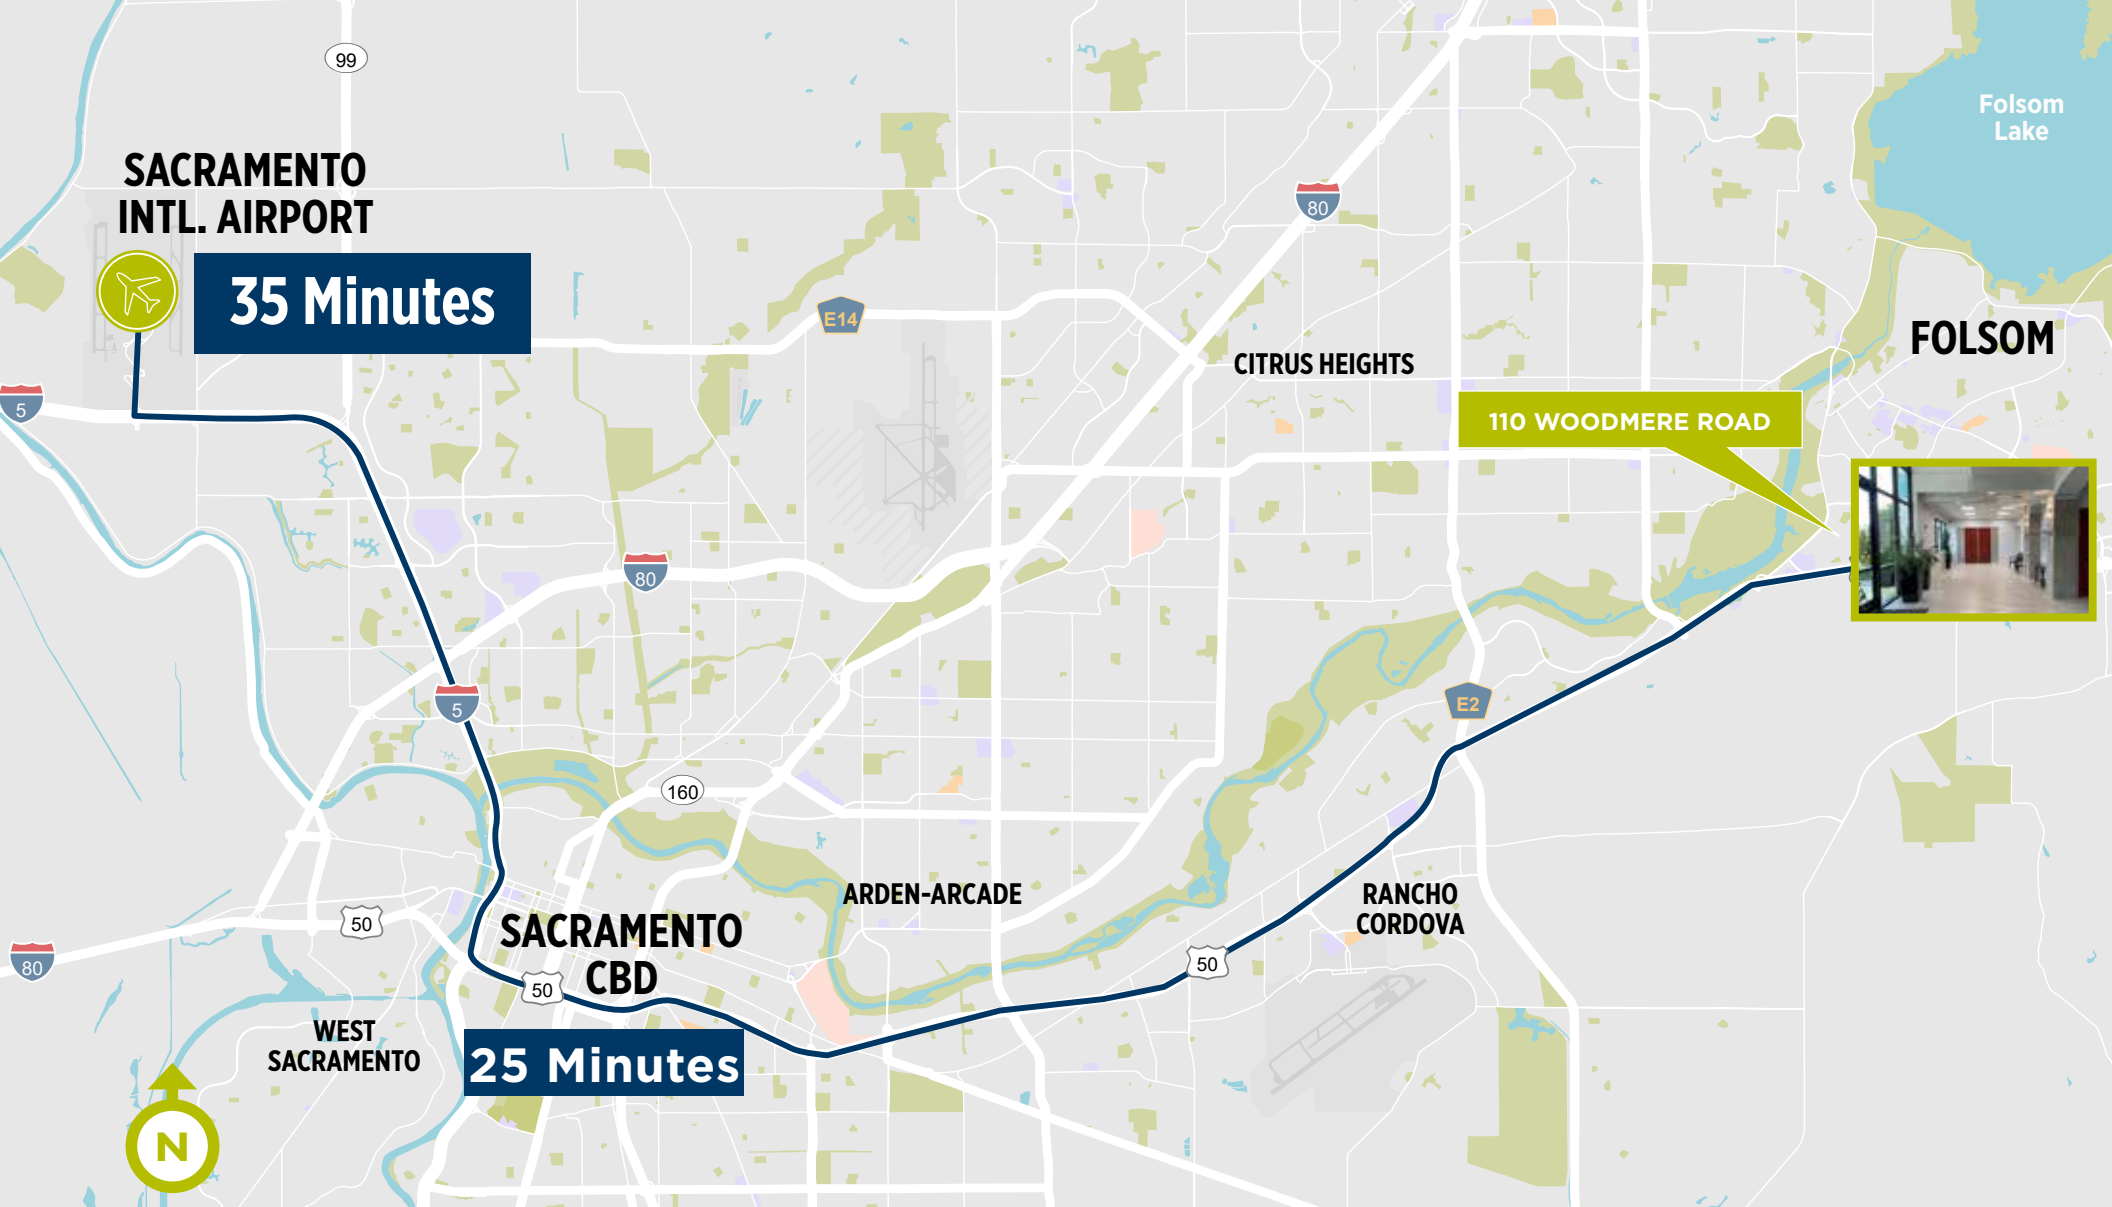 99
Folsom
Lake
SACRAMENTO
INTL. AIRPORT
80
35 Minutes
E14
FOLSOM
CITRUS HEIGHTS
5
110 WOODMERE ROAD
80
5
E2
160
ARDEN-ARCADE
RANCHO
CORDOVA
50
SACRAMENTO
CBD
80
50
50
WEST
SACRAMENTO
25 Minutes
N